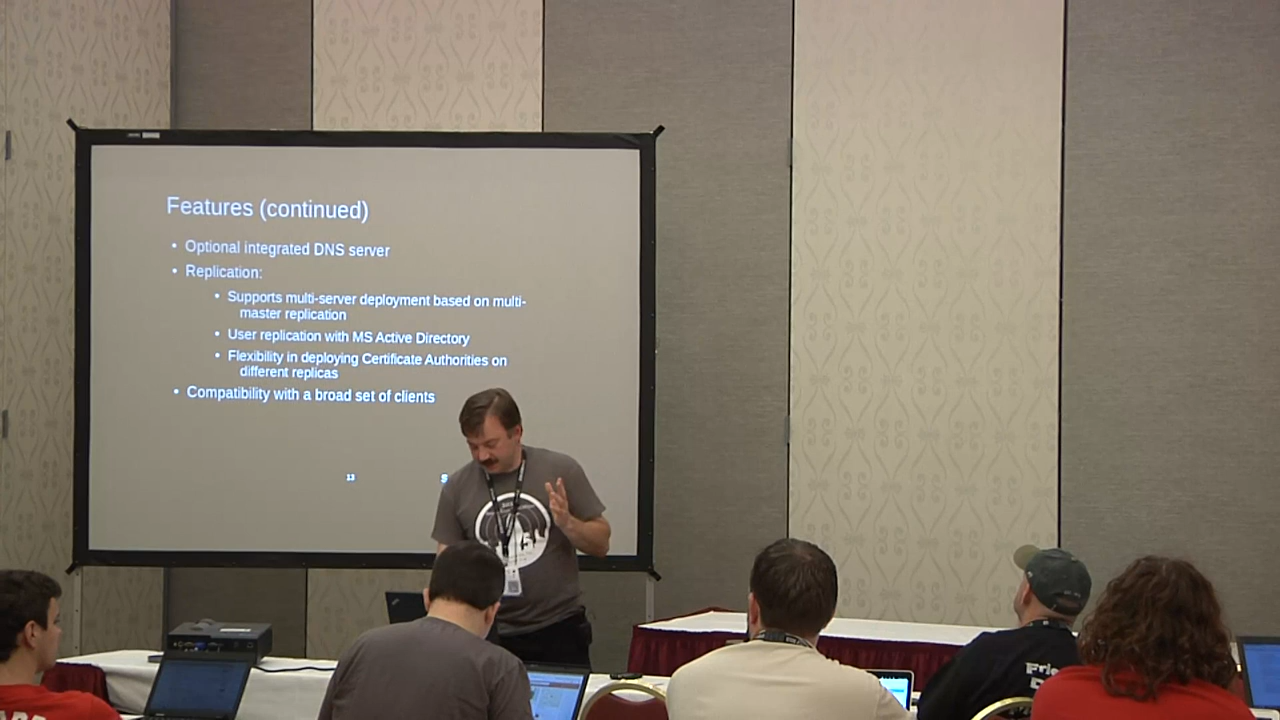 Features (continued)
• Optional integrated DNS server
• Replication:
• Supports multi-server deployment based on multi-
master replication
• User replication with MS Active Directory
• Flexibility in deploying Certificate Authorities on
different replicas
• Compatibility with a broad set of clients
13